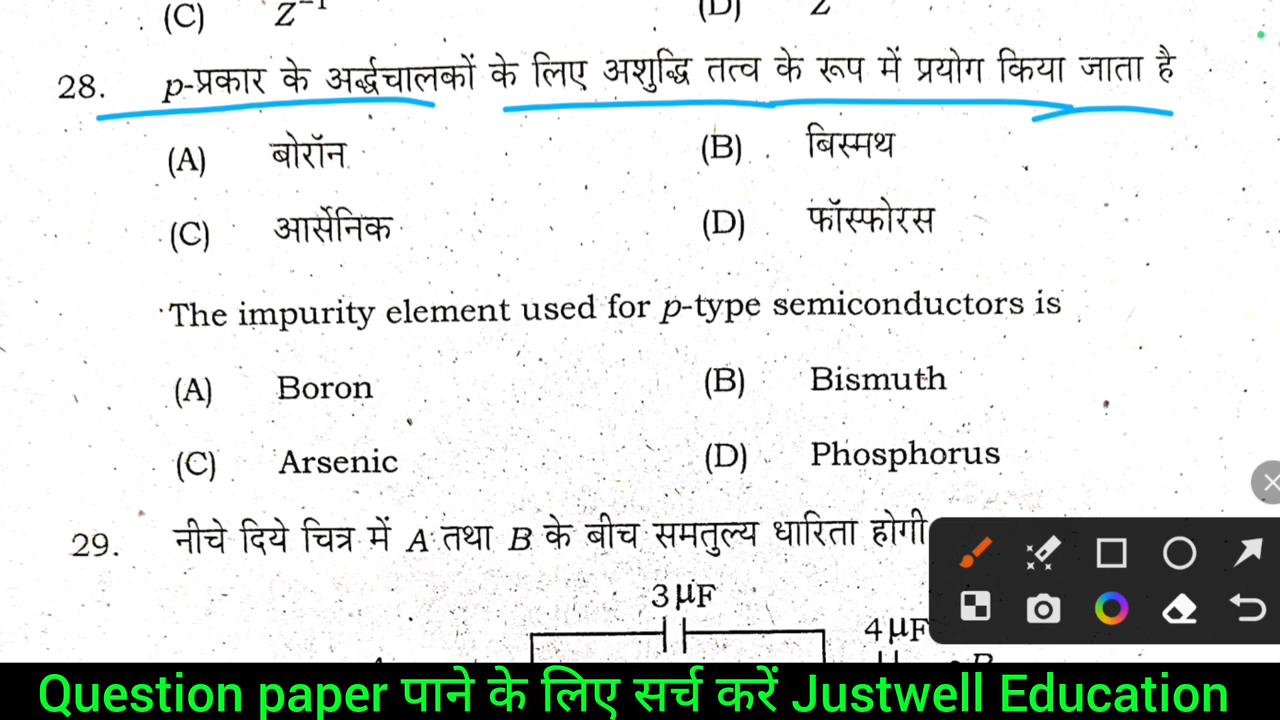 (C) Z⁻¹ (D)
28. p-प्रकार के अर्द्धचालकों के लिए अशुद्धि तत्व के रूप में प्रयोग किया जाता है
(A) बोरॉन (B) बिस्मथ
(C) आर्सेनिक (D) फॉस्फोरस
The impurity element used for p-type semiconductors is
(A) Boron (B) Bismuth
(C) Arsenic (D) Phosphorus
29. नीचे दिये चित्र में A तथा B के बीच समतुल्य धारिता होगी
3 μF
4 μF
Question paper पाने के लिए सर्च करें Justwell Education